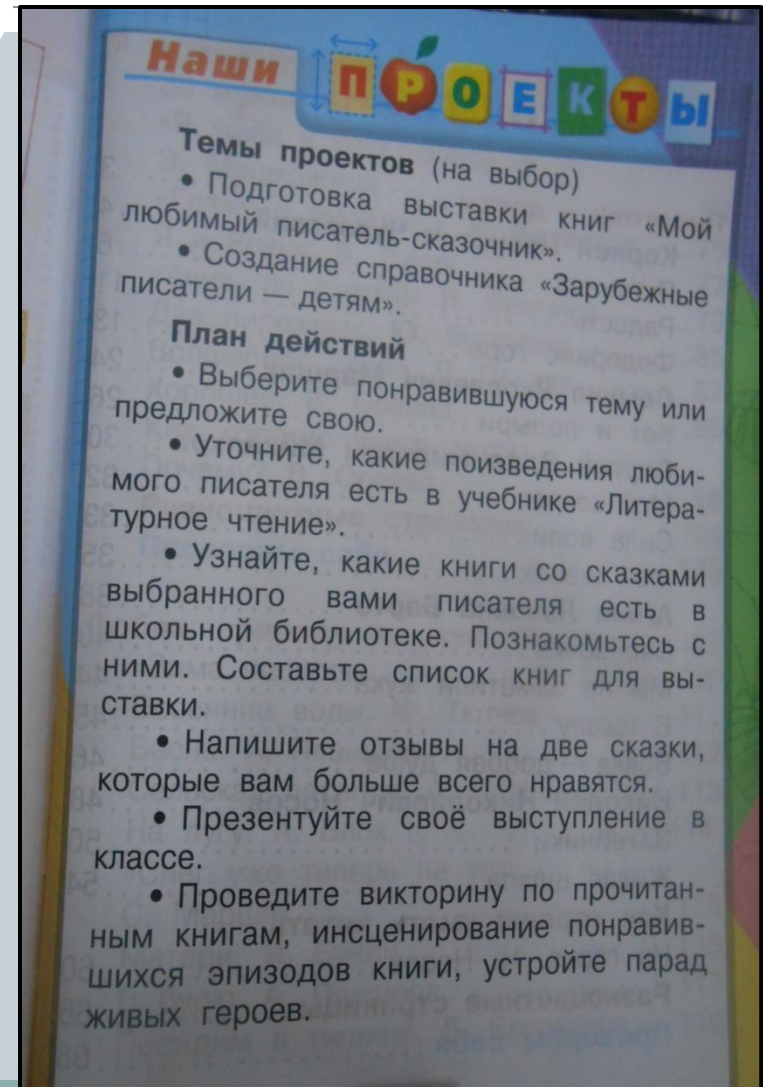 Наши ПРОЕКТЫ
Темы проектов (на выбор)
• Подготовка выставки книг «Мой
любимый писатель-сказочник».
• Создание справочника «Зарубежные
писатели — детям».
План действий
• Выберите понравившуюся тему или
предложите свою.
• Уточните, какие поизведения люби-
мого писателя есть в учебнике «Литера-
турное чтение».
• Узнайте, какие книги со сказками
выбранного вами писателя есть в
школьной библиотеке. Познакомьтесь с
ними. Составьте список книг для вы-
ставки.
• Напишите отзывы на две сказки,
которые вам больше всего нравятся.
• Презентуйте своё выступление в
классе.
• Проведите викторину по прочитан-
ным книгам, инсценирование понравив-
шихся эпизодов книги, устройте парад
живых героев.